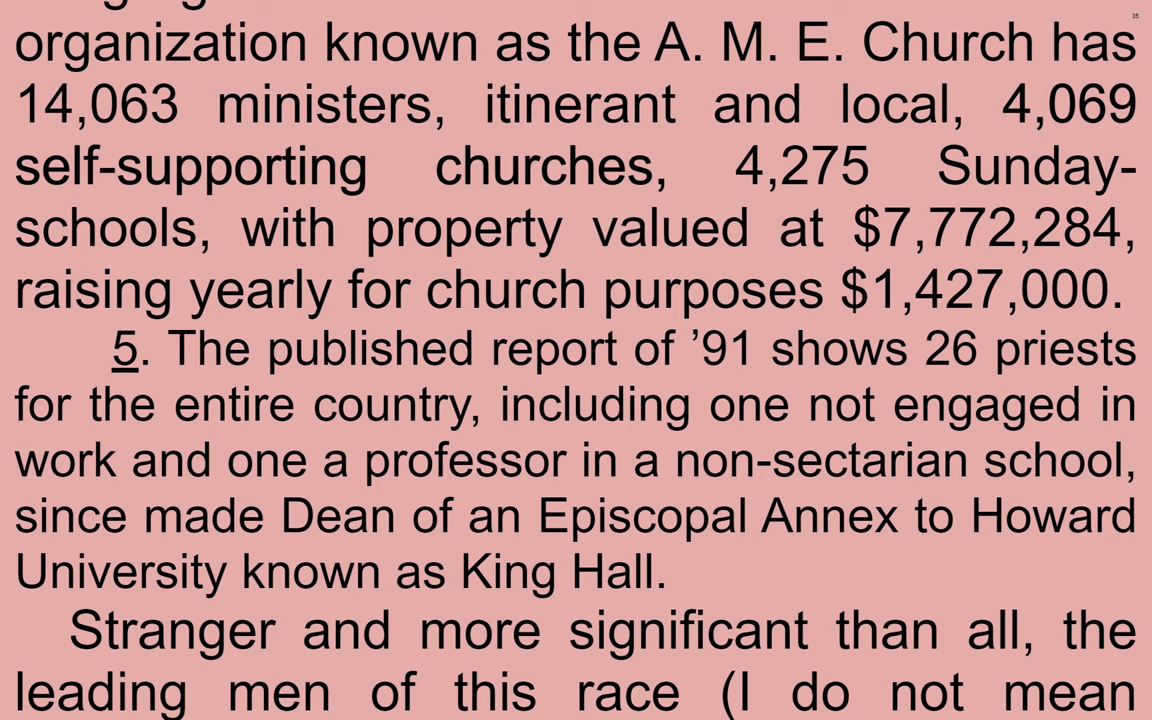 35
organization known as the A. M. E. Church has
14,063 ministers, itinerant and local, 4,069
self-supporting churches, 4,275 Sunday-
schools, with property valued at $7,772,284,
raising yearly for church purposes $1,427,000.
5. The published report of ’91 shows 26 priests
for the entire country, including one not engaged in
work and one a professor in a non-sectarian school,
since made Dean of an Episcopal Annex to Howard
University known as King Hall.
Stranger and more significant than all, the
leading men of this race (I do not mean